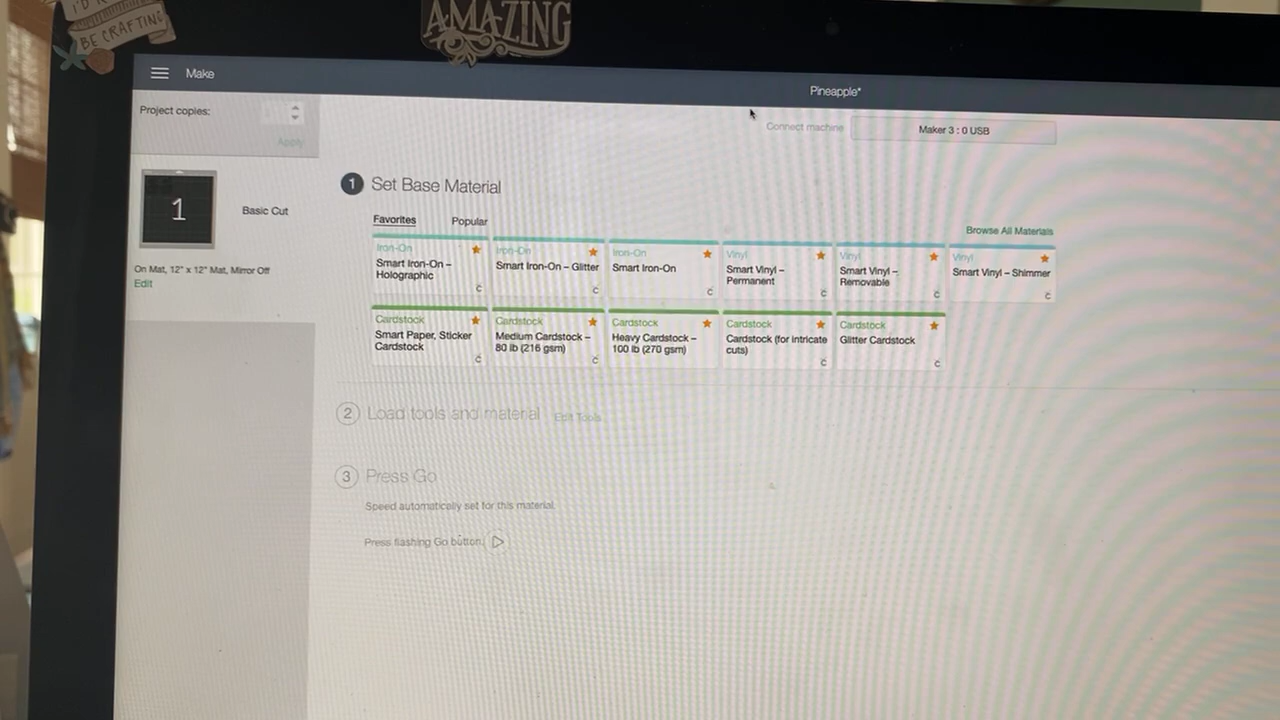 BE CRAFTING
AMAZING
Make
Pineapple*
Project copies:
Apply
Connect machine
Maker 3 : 0 USB
1
Basic Cut
On Mat, 12" x 12" Mat, Mirror Off
Edit
1 Set Base Material
Favorites Popular
Browse All Materials
Iron-On
Smart Iron-On –
Holographic
Iron-On
Smart Iron-On – Glitter
Iron-On
Smart Iron-On
Vinyl
Smart Vinyl –
Permanent
Vinyl
Smart Vinyl –
Removable
Vinyl
Smart Vinyl – Shimmer
Cardstock
Smart Paper, Sticker
Cardstock
Cardstock
Medium Cardstock –
80 lb (216 gsm)
Cardstock
Heavy Cardstock –
100 lb (270 gsm)
Cardstock
Cardstock (for intricate
cuts)
Cardstock
Glitter Cardstock
2 Load tools and material Edit Tools
3 Press Go
Speed automatically set for this material.
Press flashing Go button.